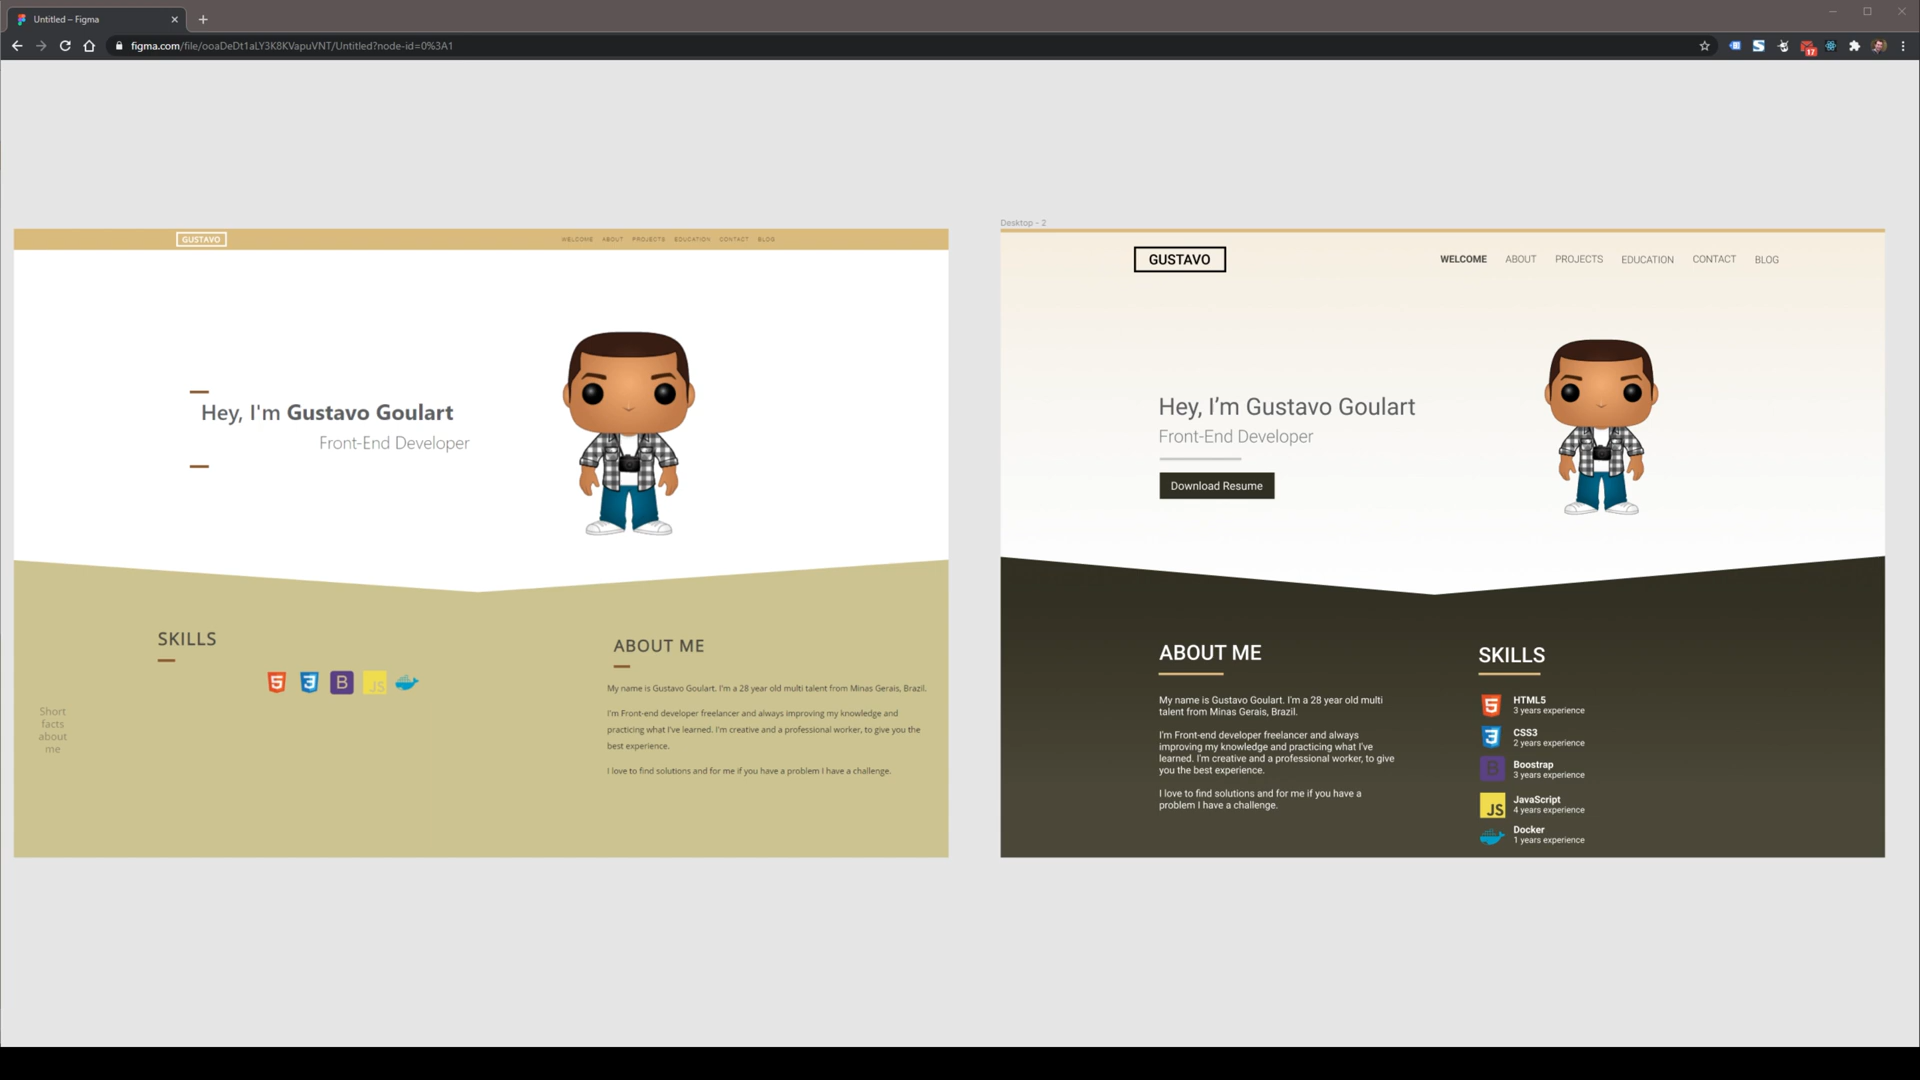 Untitled – Figma
figma.com/file/ooaDeDt1aLY3K8KVapuVNT/Untitled?node-id=0%3A1
17
GUSTAVO
WELCOME ABOUT PROJECTS EDUCATION CONTACT BLOG
Hey, I'm Gustavo Goulart
Front-End Developer
SKILLS
5 3 B JS
Short
facts
about
me
ABOUT ME
My name is Gustavo Goulart. I'm a 28 year old multi talent from Minas Gerais, Brazil.
I'm Front-end developer freelancer and always improving my knowledge and
practicing what I've learned. I'm creative and a professional worker, to give you the
best experience.
I love to find solutions and for me if you have a problem I have a challenge.
Desktop - 2
GUSTAVO
WELCOME ABOUT PROJECTS EDUCATION CONTACT BLOG
Hey, I’m Gustavo Goulart
Front-End Developer
Download Resume
ABOUT ME
My name is Gustavo Goulart. I'm a 28 year old multi
talent from Minas Gerais, Brazil.
I'm Front-end developer freelancer and always
improving my knowledge and practicing what I've
learned. I'm creative and a professional worker, to give
you the best experience.
I love to find solutions and for me if you have a
problem I have a challenge.
SKILLS
5 HTML5
3 years experience
3 CSS3
2 years experience
B Boostrap
3 years experience
JS JavaScript
4 years experience
Docker
1 years experience